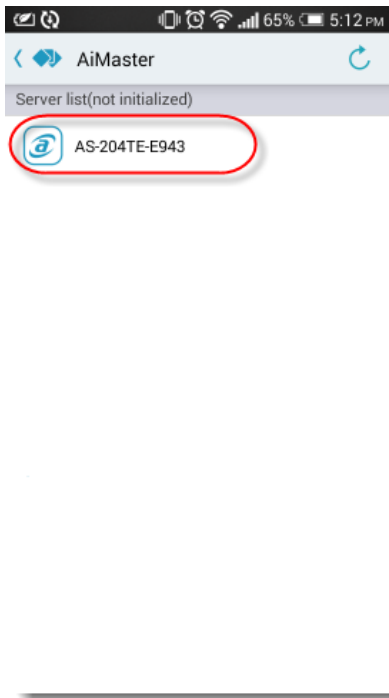 65% 5:12 PM
AiMaster
Server list(not initialized)
AS-204TE-E943